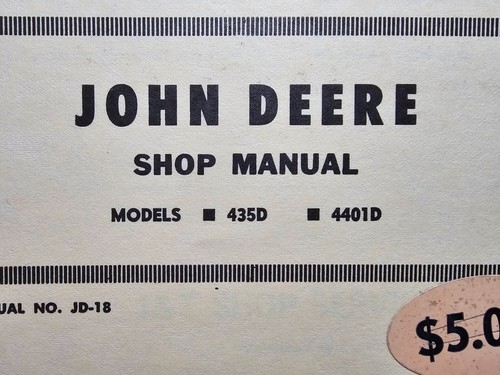 JOHN DEERE
SHOP MANUAL
MODELS ■ 435D ■ 4401D
UAL NO. JD-18
$5.0